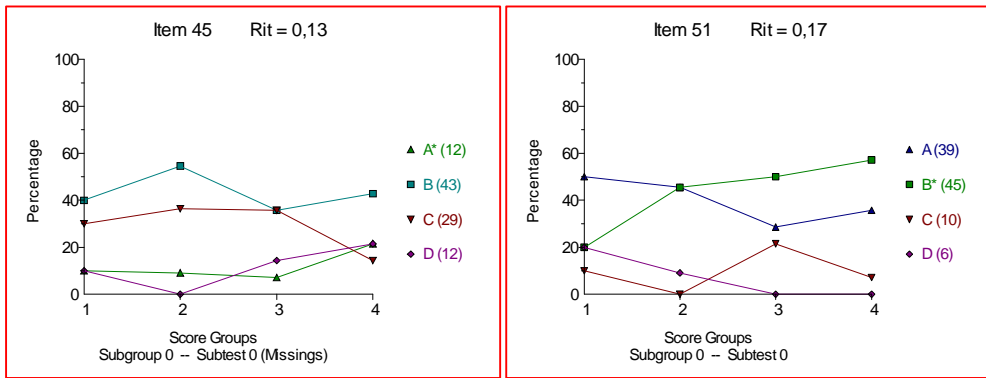 Item 45 Rit = 0,13
100
80
60
40
20
0
Percentage
1 2 3 4
Score Groups
Subgroup 0 -- Subtest 0 (Missings)
A* (12)
B (43)
C (29)
D (12)
Item 51 Rit = 0,17
100
80
60
40
20
0
Percentage
1 2 3 4
Score Groups
Subgroup 0 -- Subtest 0
A (39)
B* (45)
C (10)
D (6)